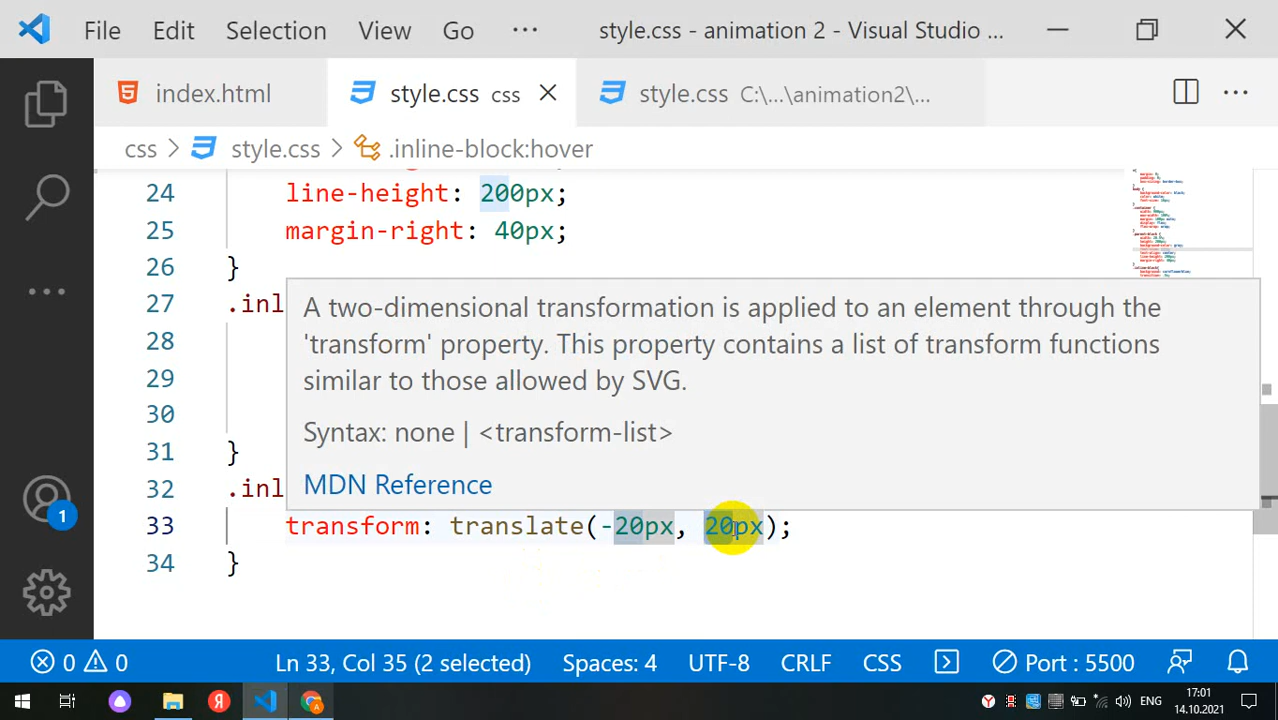 File Edit Selection View Go ··· style.css - animation 2 - Visual Studio ...
index.html style.css css style.css C:\...\animation2\...
css > style.css > .inline-block:hover
24 line-height: 200px;
25 margin-right: 40px;
26 }
27 .inl
A two-dimensional transformation is applied to an element through the
28 'transform' property. This property contains a list of transform functions
29 similar to those allowed by SVG.
30 Syntax: none | <transform-list>
31 }
32 .inl MDN Reference
33 transform: translate(-20px, 20px);
34 }
1
0 0 Ln 33, Col 35 (2 selected) Spaces: 4 UTF-8 CRLF CSS Port : 5500
ENG 17:01
14.10.2021